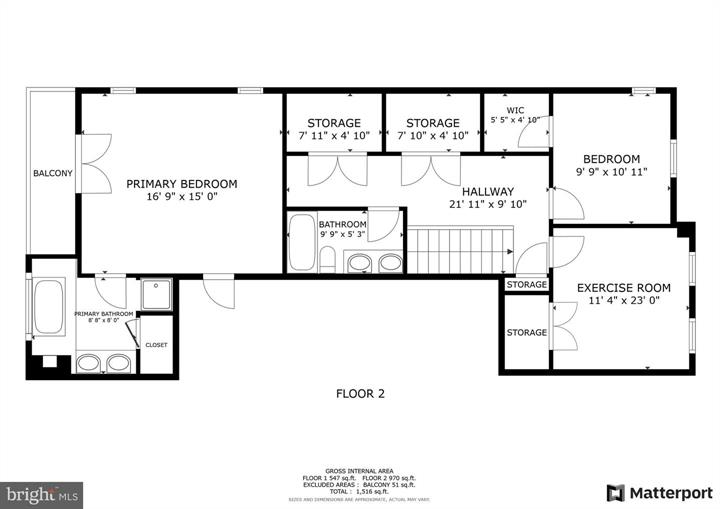 STORAGE
7' 11" x 4' 10"
STORAGE
7' 10" x 4' 10"
WIC
5' 5" x 4' 10"
BALCONY
PRIMARY BEDROOM
16' 9" x 15' 0"
BEDROOM
9' 9" x 10' 11"
HALLWAY
21' 11" x 9' 10"
BATHROOM
9' 9" x 5' 3"
STORAGE
EXERCISE ROOM
11' 4" x 23' 0"
PRIMARY BATHROOM
8' 8" x 8' 0"
CLOSET
STORAGE
FLOOR 2
GROSS INTERNAL AREA
FLOOR 1 547 sq.ft. FLOOR 2 970 sq.ft.
EXCLUDED AREAS : BALCONY 51 sq.ft.
TOTAL : 1,516 sq.ft.
SIZES AND DIMENSIONS ARE APPROXIMATE, ACTUAL MAY VARY.
bright MLS
Matterport